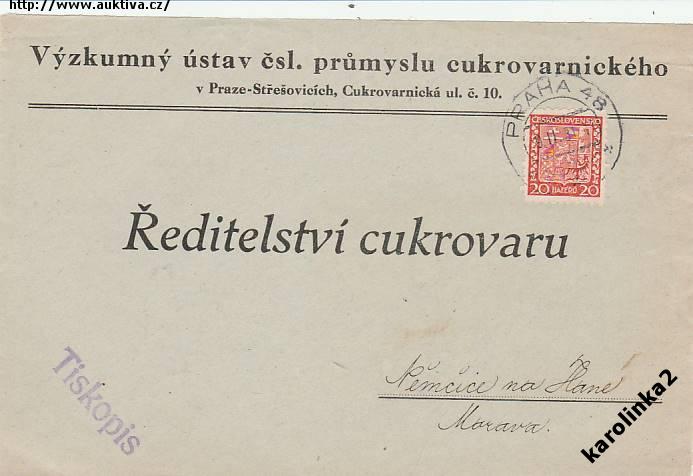 http://www.auktiva.cz/
Výzkumný ústav čsl. průmyslu cukrovarnického
v Praze-Střešovicích, Cukrovarnická ul. č. 10.
PRAHA 48
ČESKOSLOVENSKO
20 HALÉŘŮ 20
Ředitelství cukrovaru
Tiskopis
Němčice na Hané
Morava.
karolinka2